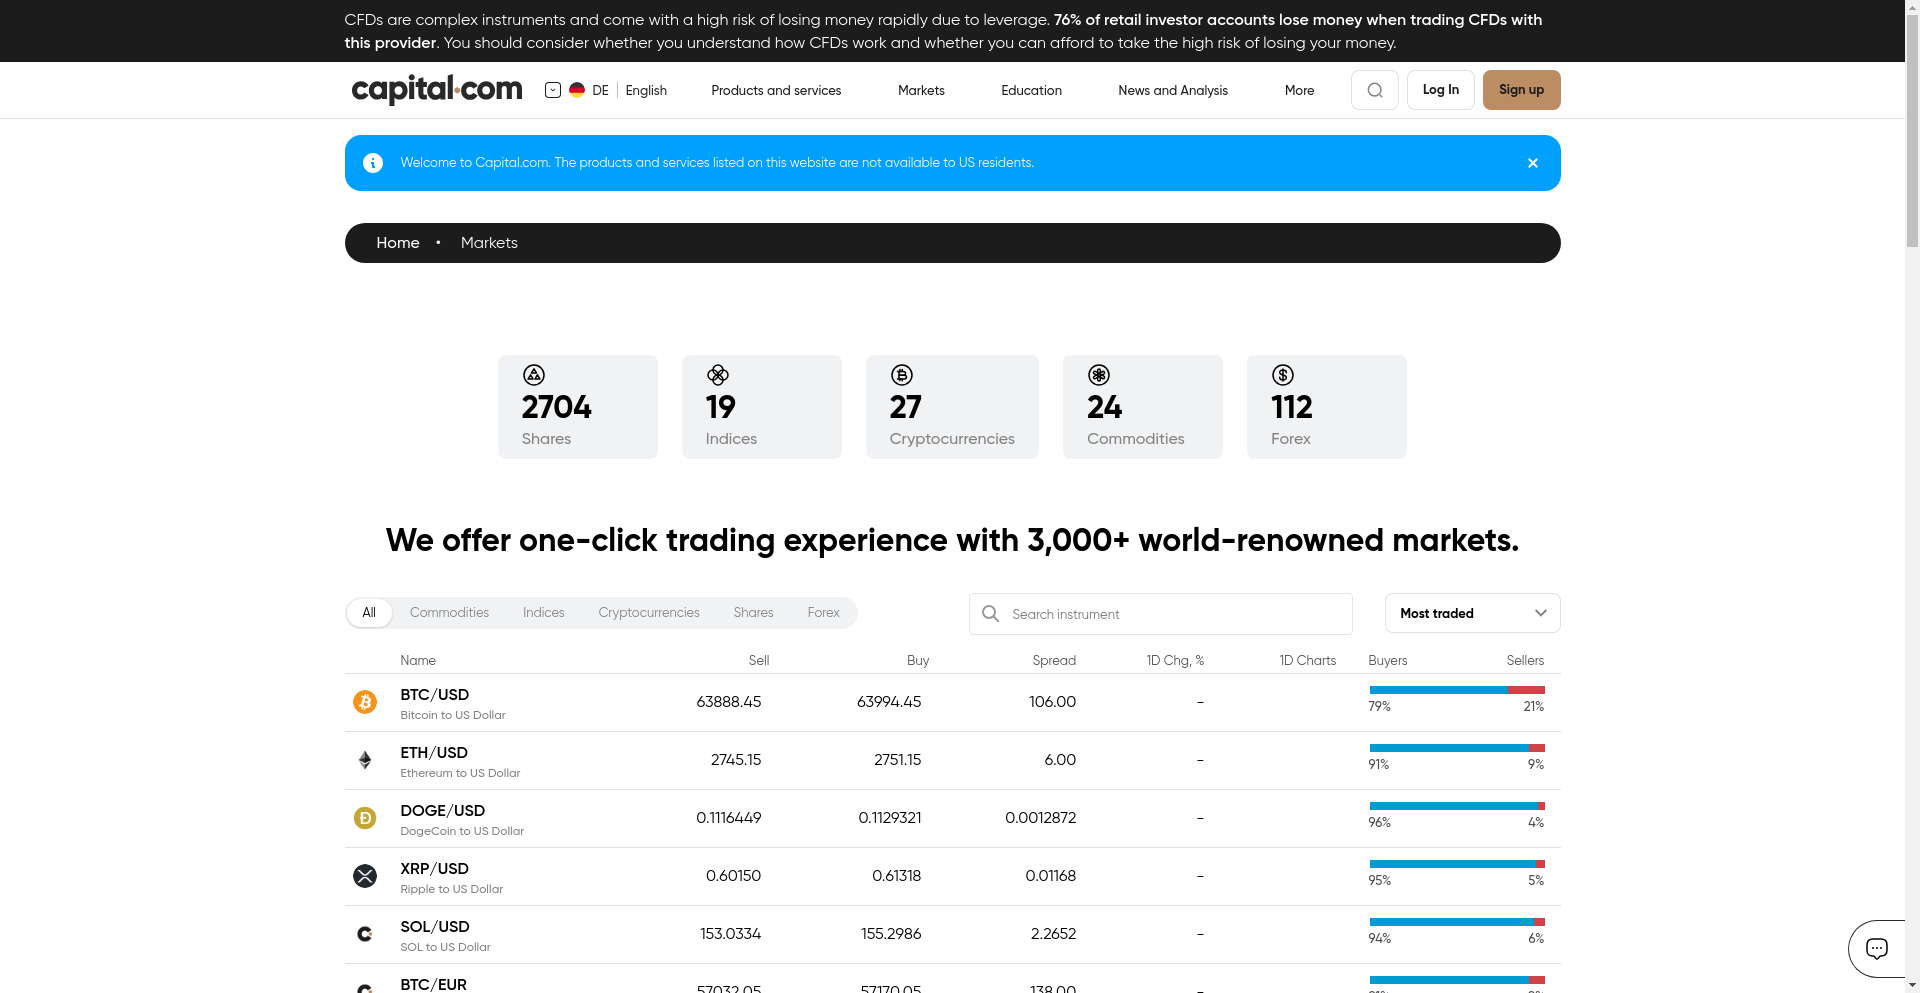 CFDs are complex instruments and come with a high risk of losing money rapidly due to leverage. 76% of retail investor accounts lose money when trading CFDs with
this provider. You should consider whether you understand how CFDs work and whether you can afford to take the high risk of losing your money.
capital.com DE English Products and services Markets Education News and Analysis More Log In Sign up
Welcome to Capital.com. The products and services listed on this website are not available to US residents.
Home • Markets
2704 19 27 24 112
Shares Indices Cryptocurrencies Commodities Forex
We offer one-click trading experience with 3,000+ world-renowned markets.
All Commodities Indices Cryptocurrencies Shares Forex Search instrument Most traded
Name Sell Buy Spread 1D Chg, % 1D Charts Buyers Sellers
BTC/USD 63888.45 63994.45 106.00 -
Bitcoin to US Dollar 79% 21%
ETH/USD 2745.15 2751.15 6.00 -
Ethereum to US Dollar 91% 9%
DOGE/USD 0.1116449 0.1129321 0.0012872 -
DogeCoin to US Dollar 96% 4%
XRP/USD 0.60150 0.61318 0.01168 -
Ripple to US Dollar 95% 5%
SOL/USD 153.0334 155.2986 2.2652 -
SOL to US Dollar 94% 6%
BTC/EUR 57032.05 57170.05 138.00 -